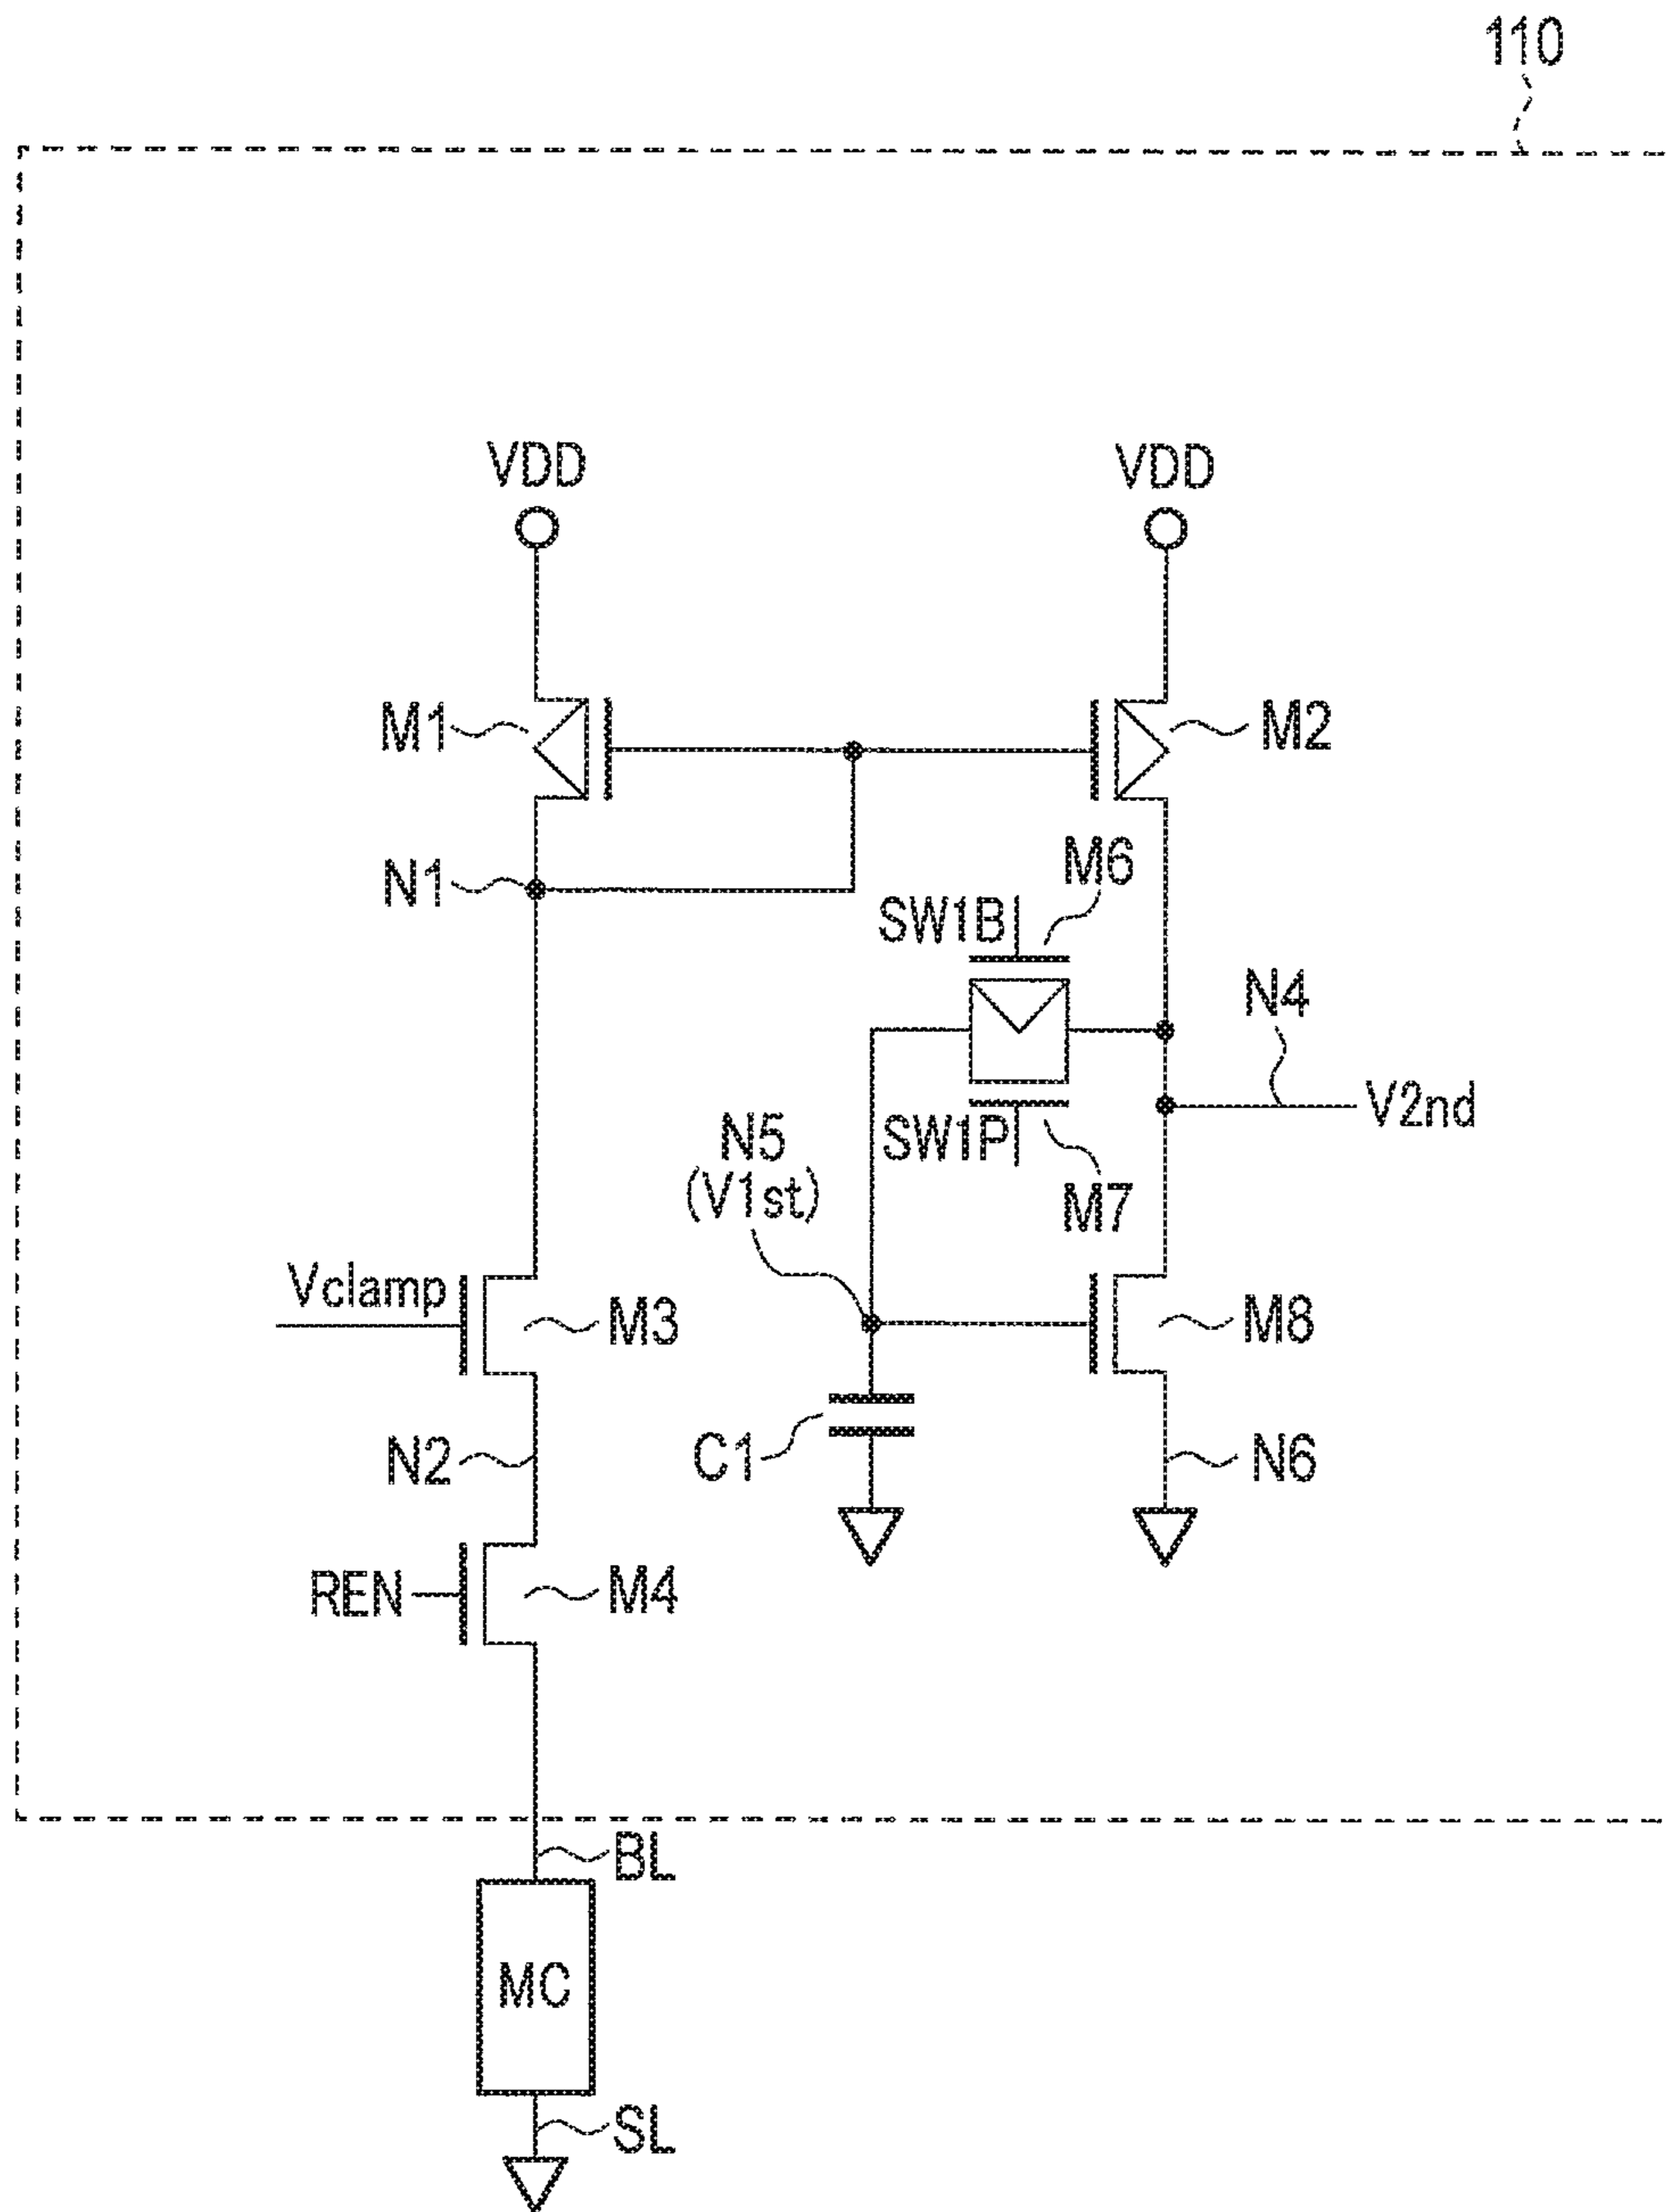 110
VDD
VDD
M1
M2
N1
M6
SW1B
N4
V2nd
SW1P
N5
(V1st)
M7
Vclamp
M3
M8
N2
C1
N6
REN
M4
BL
MC
SL